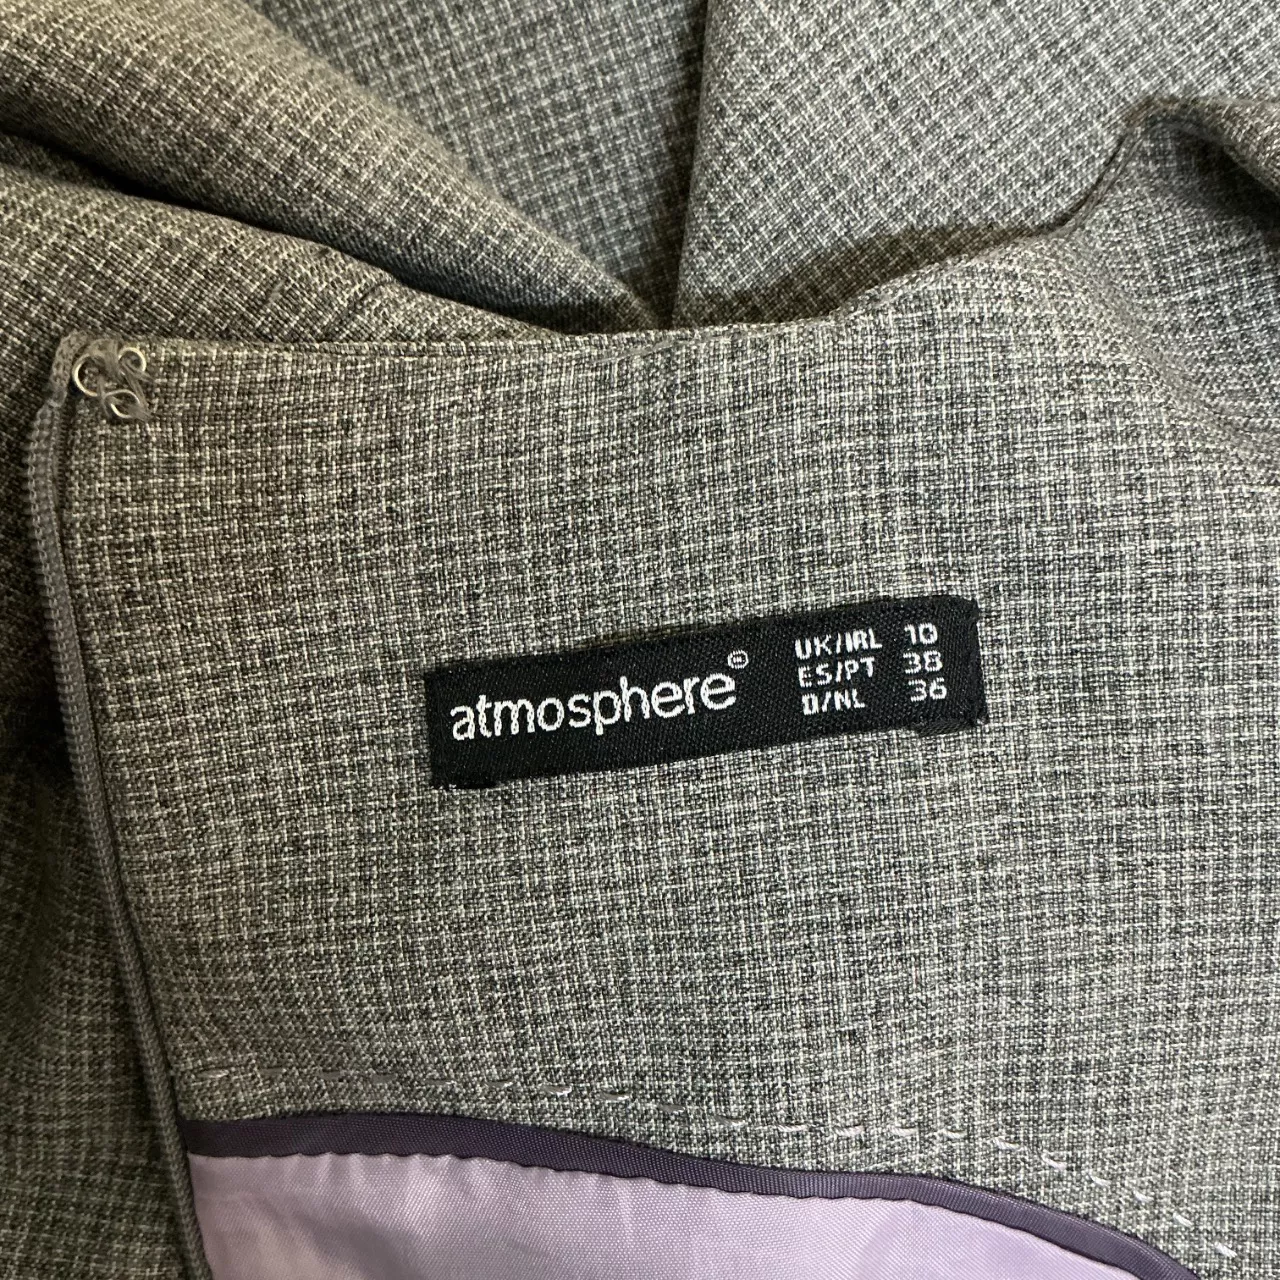 atmosphere®
UK/IRL 10
ES/PT 38
D/NL 36